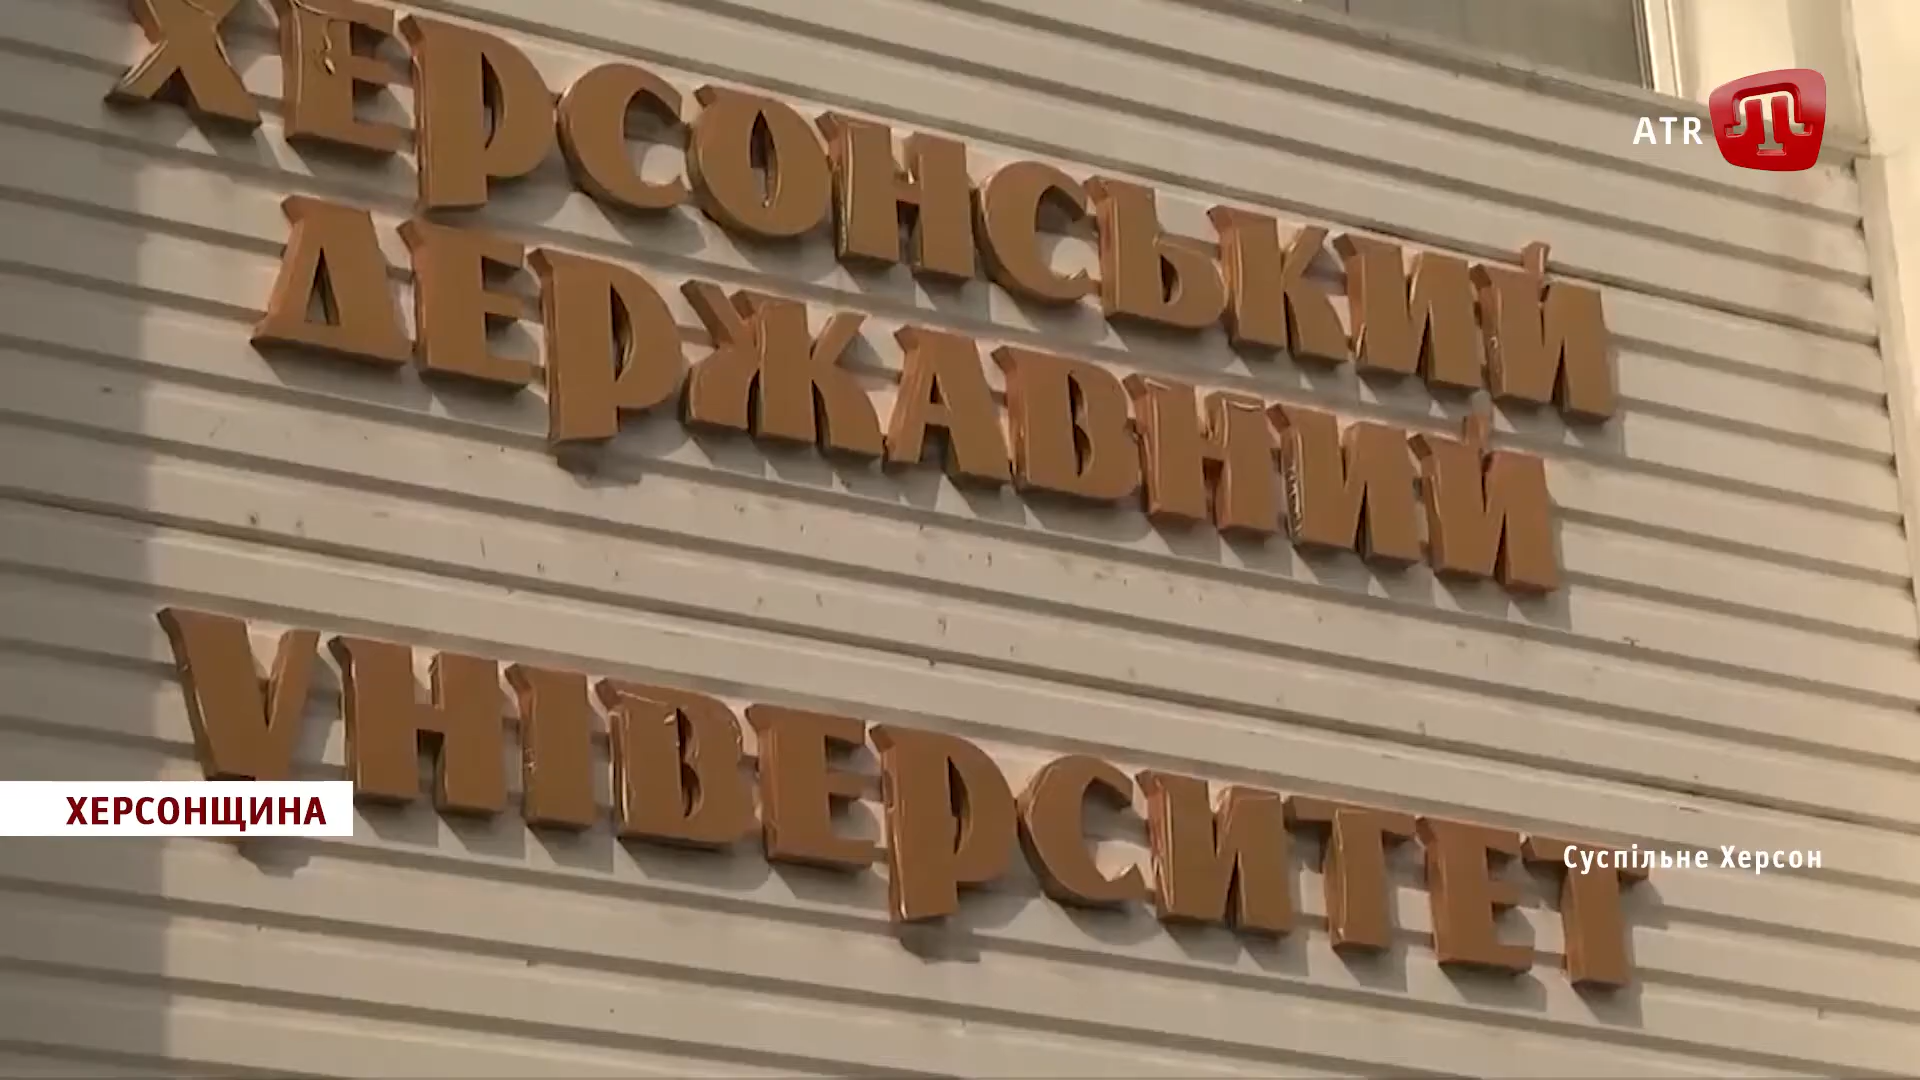 ХЕРСОНСЬКИЙ
ДЕРЖАВНИЙ
УНІВЕРСИТЕТ
ATR
ХЕРСОНЩИНА
Суспільне Херсон